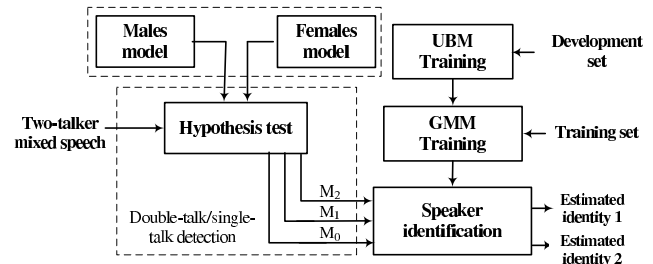 Males
model
Females
model
UBM
Training
Development
set
Two-talker
mixed speech
Hypothesis test
GMM
Training
Training set
M2
M1
M0
Double-talk/single-
talk detection
Speaker
identification
Estimated
identity 1
Estimated
identity 2